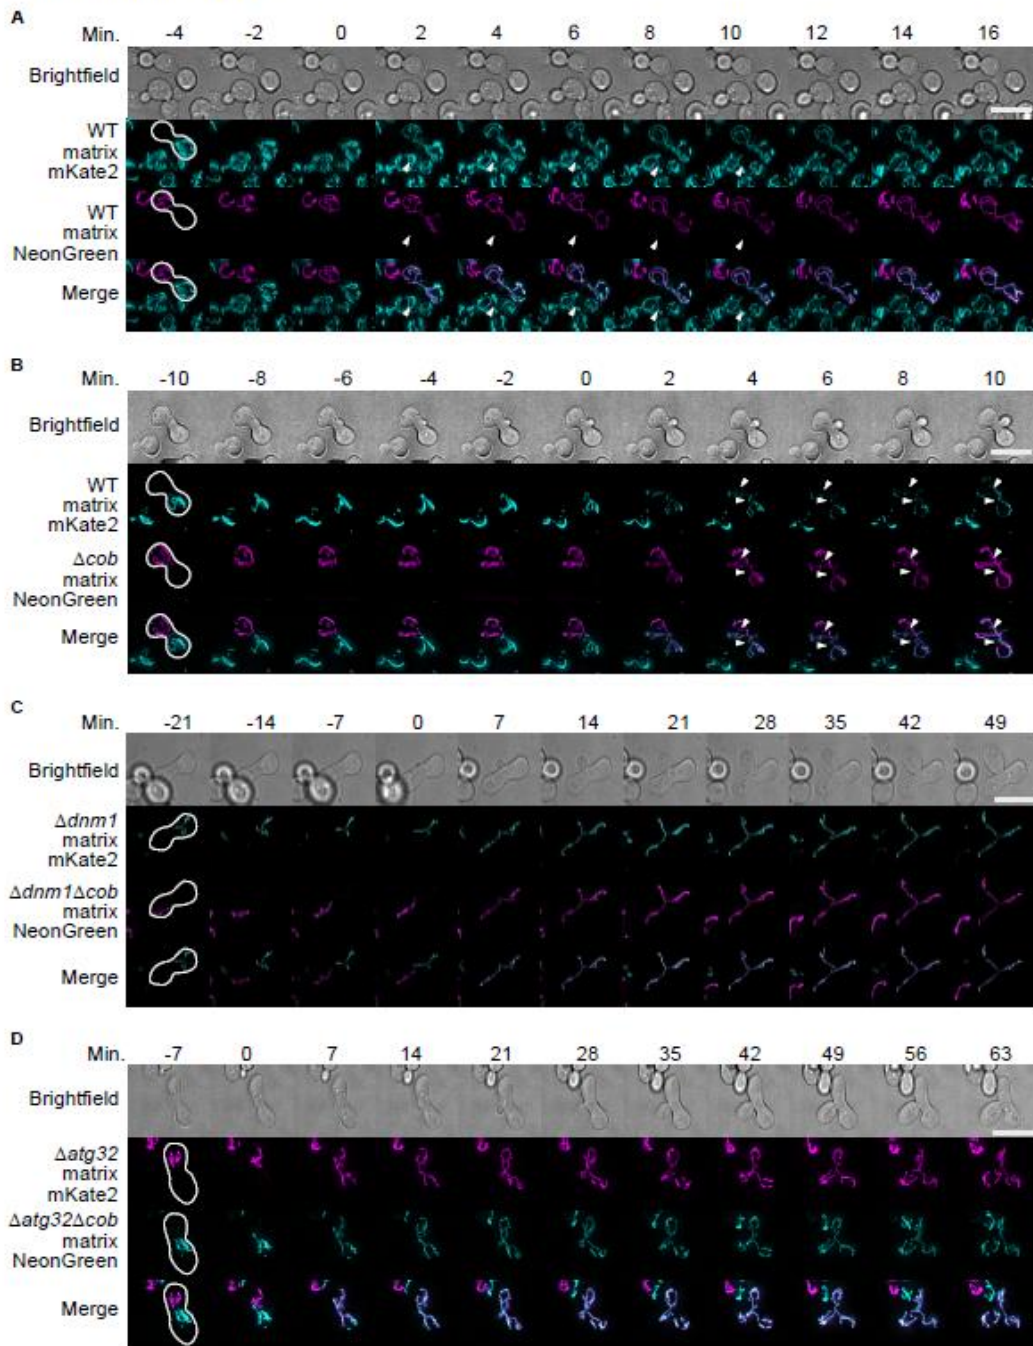 A
Min. -4 -2 0 2 4 6 8 10 12 14 16
Brightfield
WT
matrix
mKate2
WT
matrix
NeonGreen
Merge
B
Min. -10 -8 -6 -4 -2 0 2 4 6 8 10
Brightfield
WT
matrix
mKate2
Δcob
matrix
NeonGreen
Merge
C
Min. -21 -14 -7 0 7 14 21 28 35 42 49
Brightfield
Δdnm1
matrix
mKate2
Δdnm1Δcob
matrix
NeonGreen
Merge
D
Min. -7 0 7 14 21 28 35 42 49 56 63
Brightfield
Δatg32
matrix
mKate2
Δatg32Δcob
matrix
NeonGreen
Merge